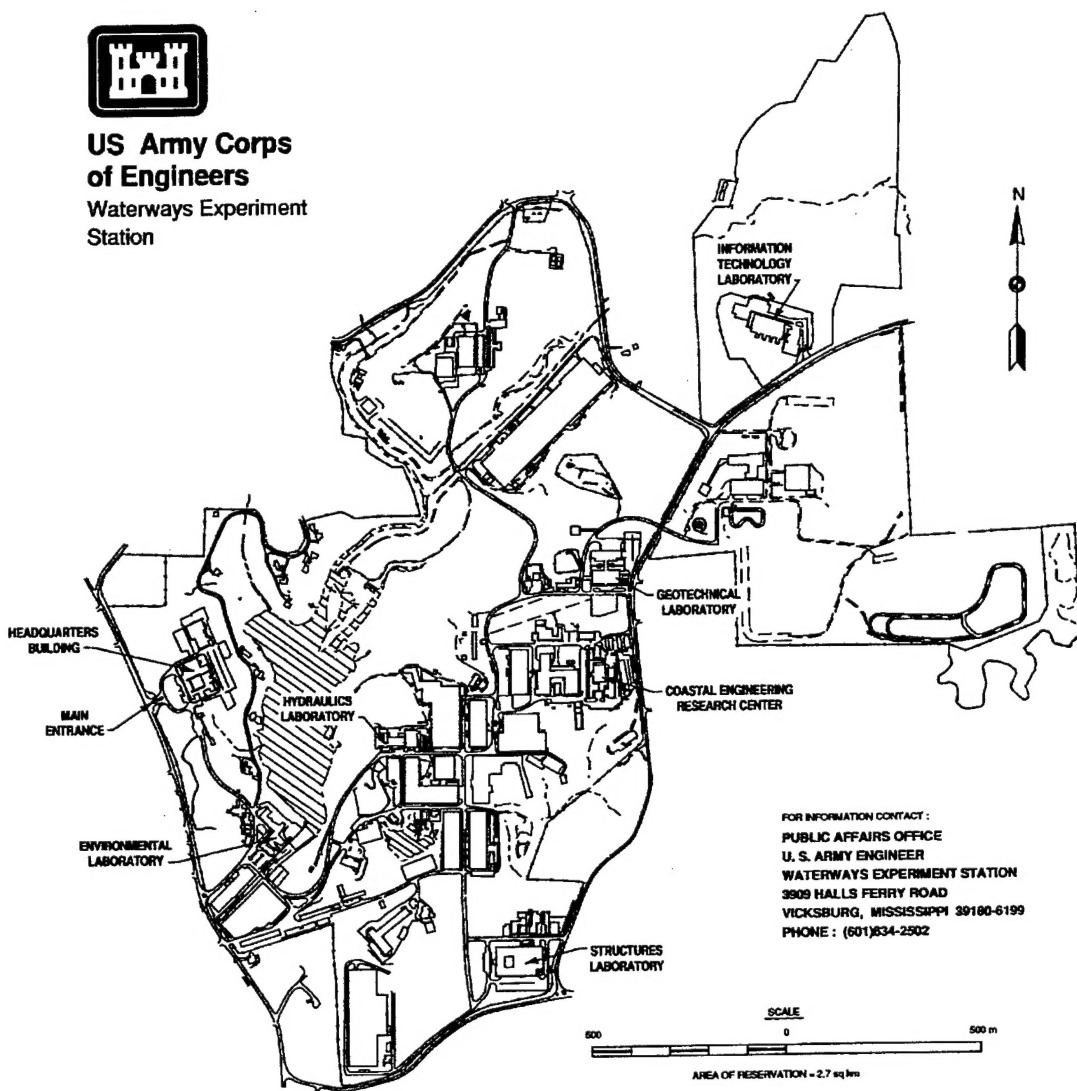 US Army Corps
of Engineers
Waterways Experiment
Station
N
INFORMATION
TECHNOLOGY
LABORATORY
GEOTECHNICAL
LABORATORY
HEADQUARTERS
BUILDING
MAIN
ENTRANCE
HYDRAULICS
LABORATORY
COASTAL ENGINEERING
RESEARCH CENTER
ENVIRONMENTAL
LABORATORY
FOR INFORMATION CONTACT :
PUBLIC AFFAIRS OFFICE
U. S. ARMY ENGINEER
WATERWAYS EXPERIMENT STATION
3909 HALLS FERRY ROAD
VICKSBURG, MISSISSIPPI 39180-6199
PHONE : (601)634-2502
STRUCTURES
LABORATORY
SCALE
500 0 500 m
AREA OF RESERVATION = 2.7 sq km